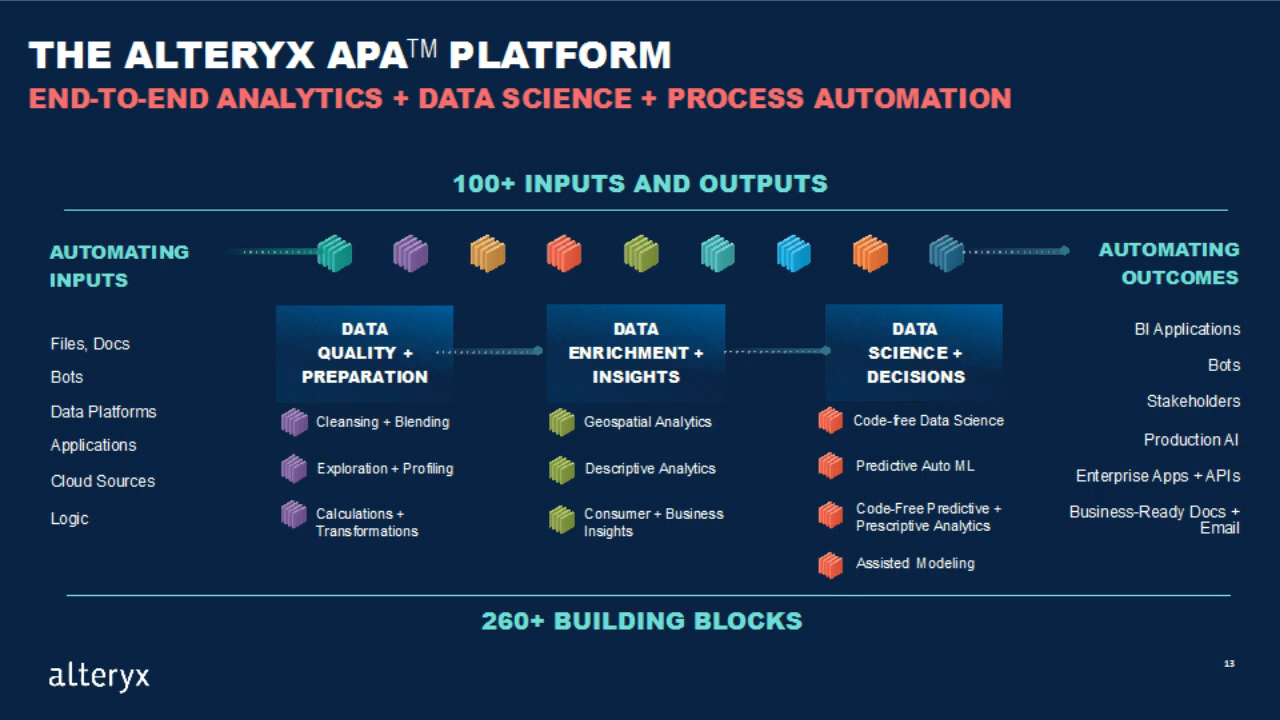 THE ALTERYX APA™ PLATFORM
END-TO-END ANALYTICS + DATA SCIENCE + PROCESS AUTOMATION
100+ INPUTS AND OUTPUTS
AUTOMATING
INPUTS
Files, Docs
Bots
Data Platforms
Applications
Cloud Sources
Logic
DATA
QUALITY +
PREPARATION
Cleansing + Blending
Exploration + Profiling
Calculations +
Transformations
DATA
ENRICHMENT +
INSIGHTS
Geospatial Analytics
Descriptive Analytics
Consumer + Business
Insights
DATA
SCIENCE +
DECISIONS
Code-free Data Science
Predictive Auto ML
Code-Free Predictive +
Prescriptive Analytics
Assisted Modeling
AUTOMATING
OUTCOMES
BI Applications
Bots
Stakeholders
Production AI
Enterprise Apps + APIs
Business-Ready Docs +
Email
260+ BUILDING BLOCKS
alteryx
13